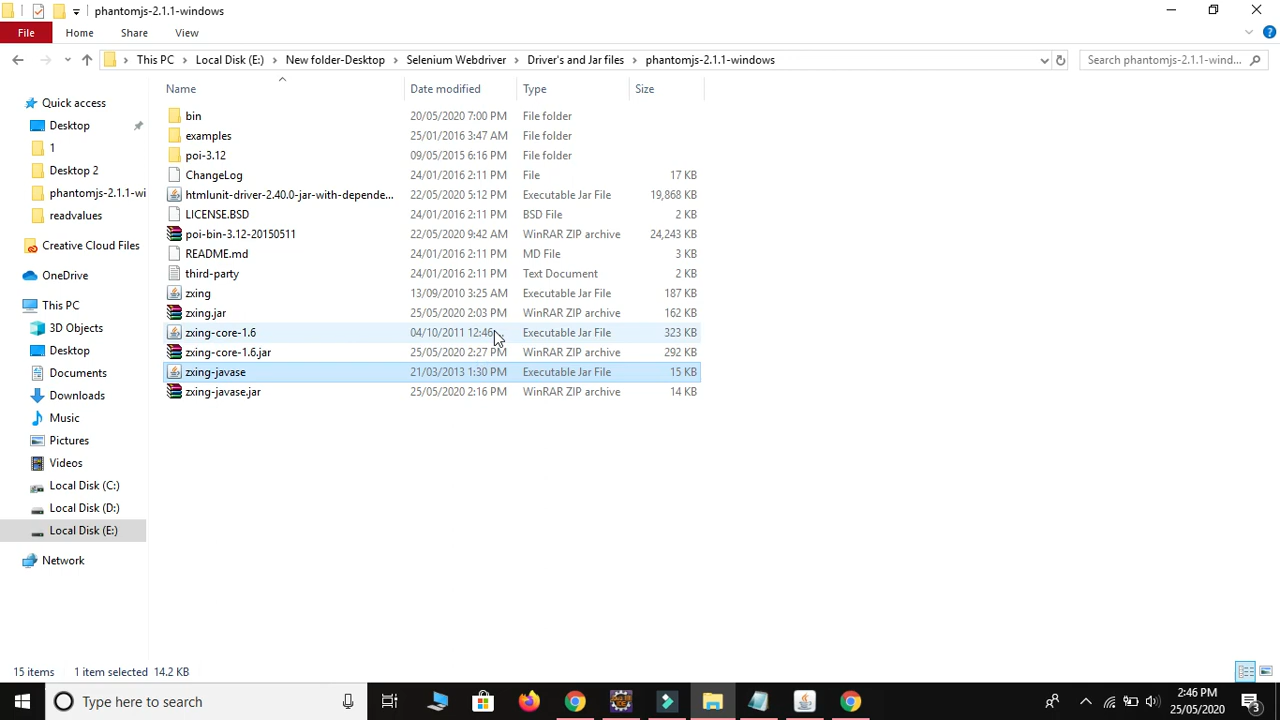 phantomjs-2.1.1-windows
File Home Share View
This PC Local Disk (E:) New folder-Desktop Selenium Webdriver Driver's and Jar files phantomjs-2.1.1-windows Search phantomjs-2.1.1-wind...
Name Date modified Type Size
Quick access
Desktop
1
Desktop 2
phantomjs-2.1.1-wi
readvalues
Creative Cloud Files
OneDrive
This PC
3D Objects
Desktop
Documents
Downloads
Music
Pictures
Videos
Local Disk (C:)
Local Disk (D:)
Local Disk (E:)
Network
bin 20/05/2020 7:00 PM File folder
examples 25/01/2016 3:47 AM File folder
poi-3.12 09/05/2015 6:16 PM File folder
ChangeLog 24/01/2016 2:11 PM File 17 KB
htmlunit-driver-2.40.0-jar-with-depende... 22/05/2020 5:12 PM Executable Jar File 19,868 KB
LICENSE.BSD 24/01/2016 2:11 PM BSD File 2 KB
poi-bin-3.12-20150511 22/05/2020 9:42 AM WinRAR ZIP archive 24,243 KB
README.md 24/01/2016 2:11 PM MD File 3 KB
third-party 24/01/2016 2:11 PM Text Document 2 KB
zxing 13/09/2010 3:25 AM Executable Jar File 187 KB
zxing.jar 25/05/2020 2:03 PM WinRAR ZIP archive 162 KB
zxing-core-1.6 04/10/2011 12:46 Executable Jar File 323 KB
zxing-core-1.6.jar 25/05/2020 2:27 PM WinRAR ZIP archive 292 KB
zxing-javase 21/03/2013 1:30 PM Executable Jar File 15 KB
zxing-javase.jar 25/05/2020 2:16 PM WinRAR ZIP archive 14 KB
15 items 1 item selected 14.2 KB
Type here to search
2:46 PM
25/05/2020
3